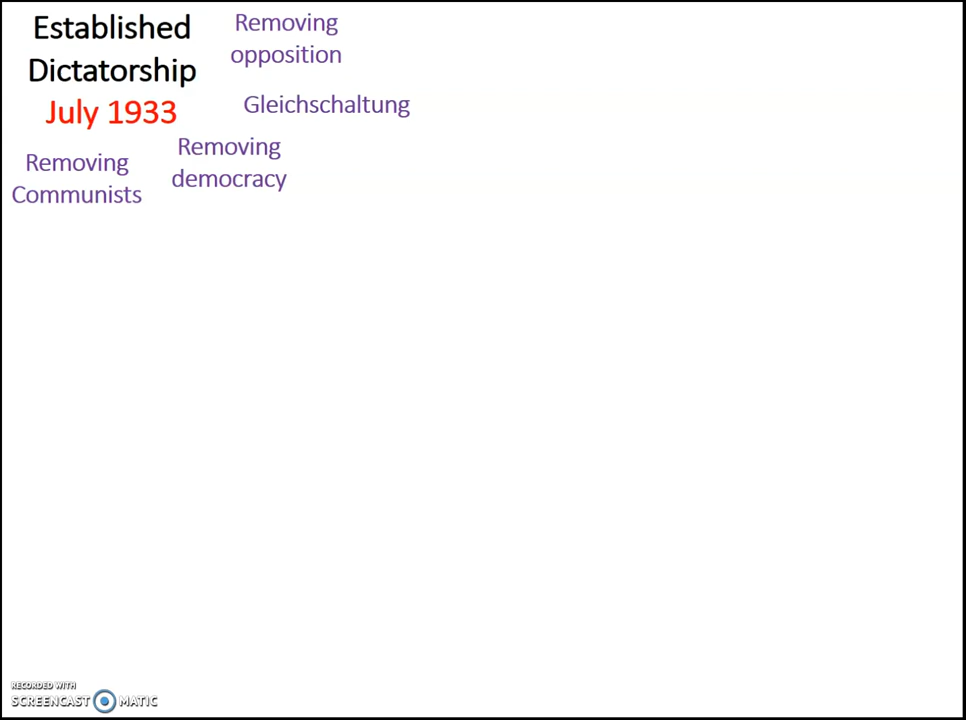 Established
Dictatorship
July 1933
Removing
opposition
Gleichschaltung
Removing
Communists
Removing
democracy
RECORDED WITH
SCREENCAST MATIC